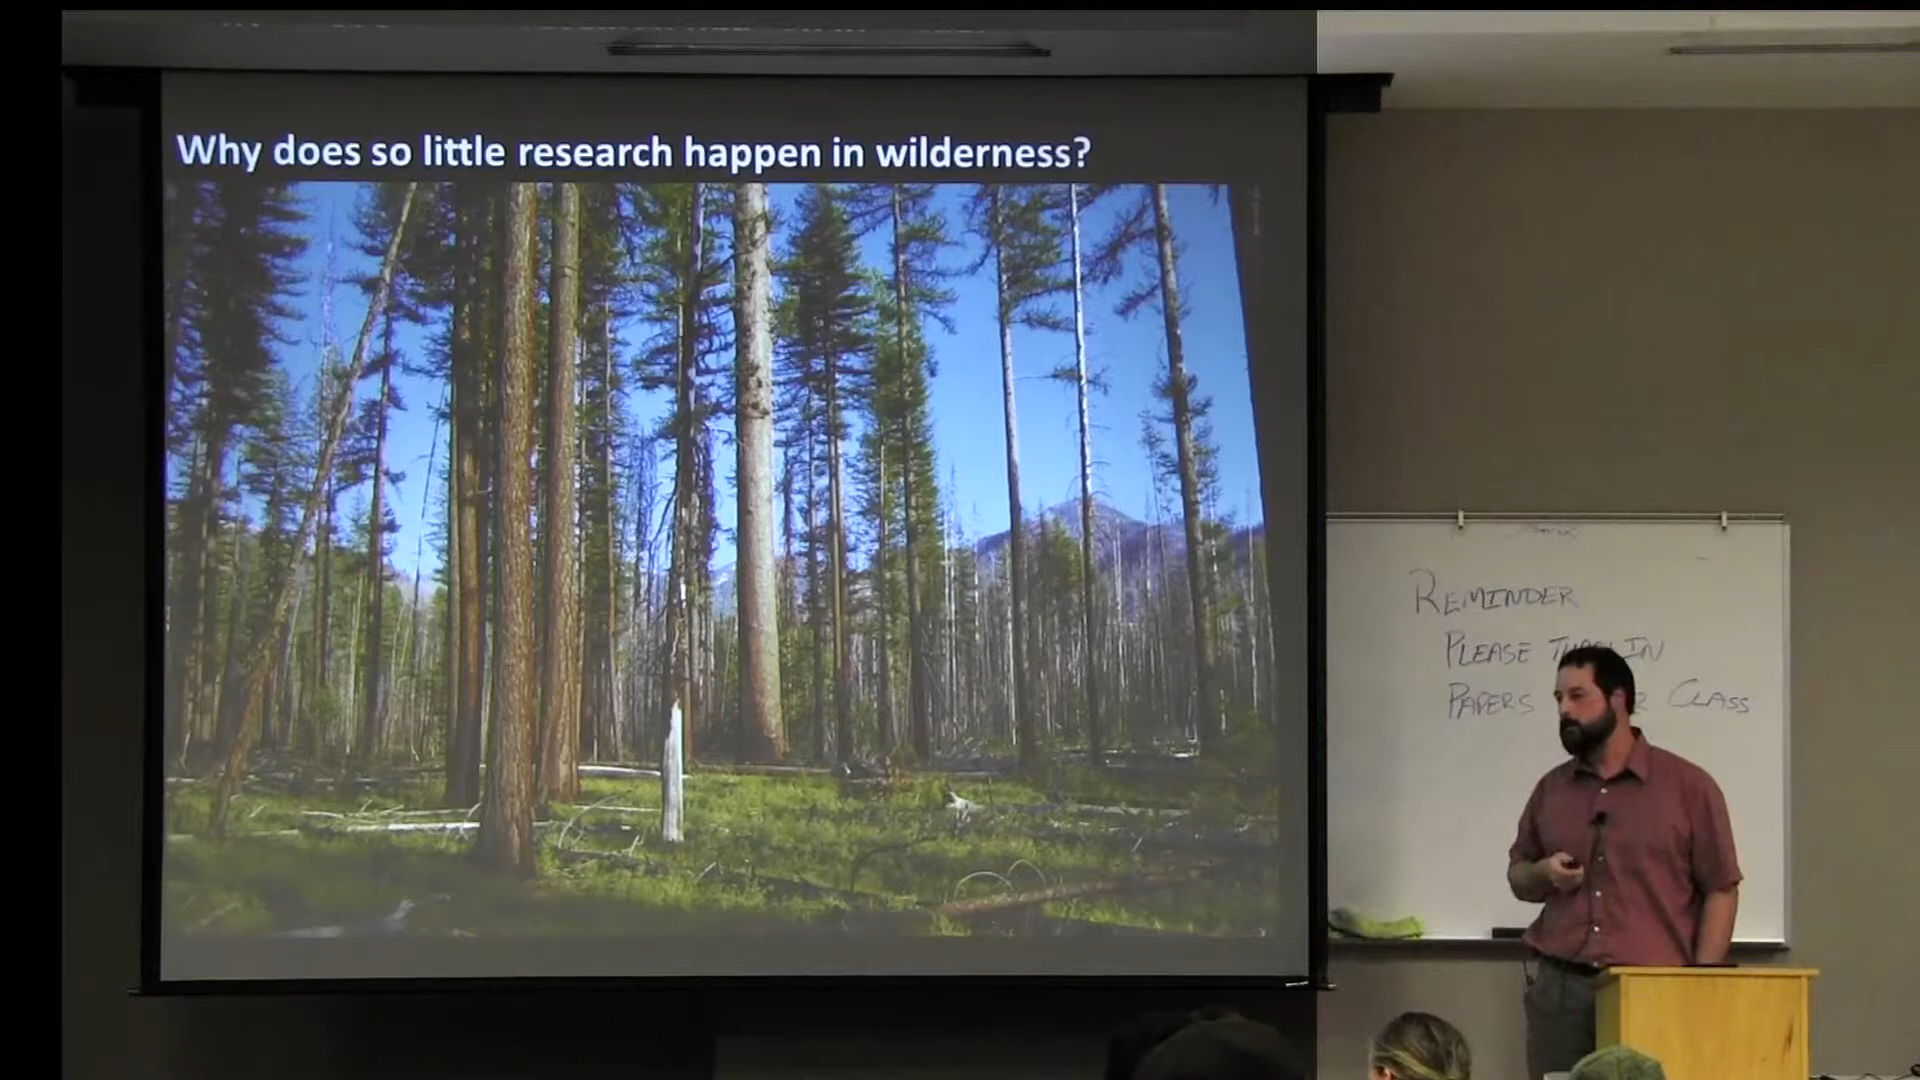 Why does so little research happen in wilderness?
REMINDER
PLEASE TURN IN
PAPERS CLASS